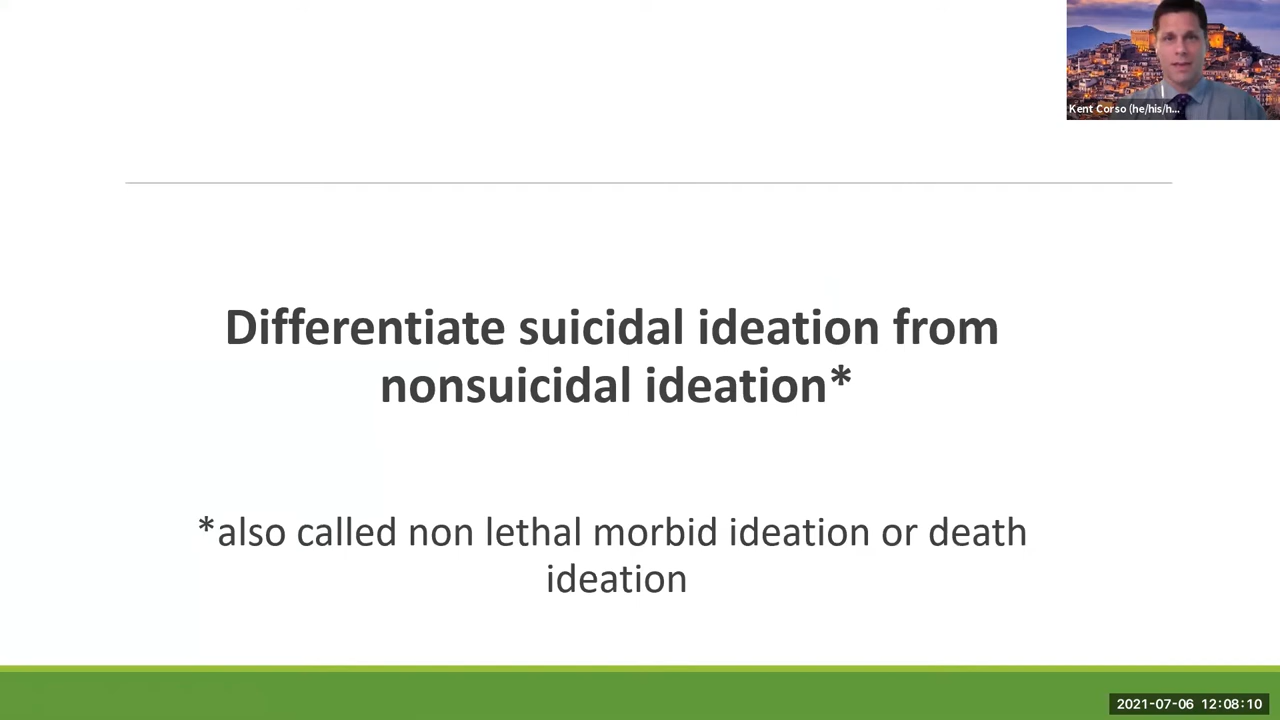 Kent Corso (he/his/h...
Differentiate suicidal ideation from
nonsuicidal ideation*
*also called non lethal morbid ideation or death
ideation
2021-07-06 12:08:10